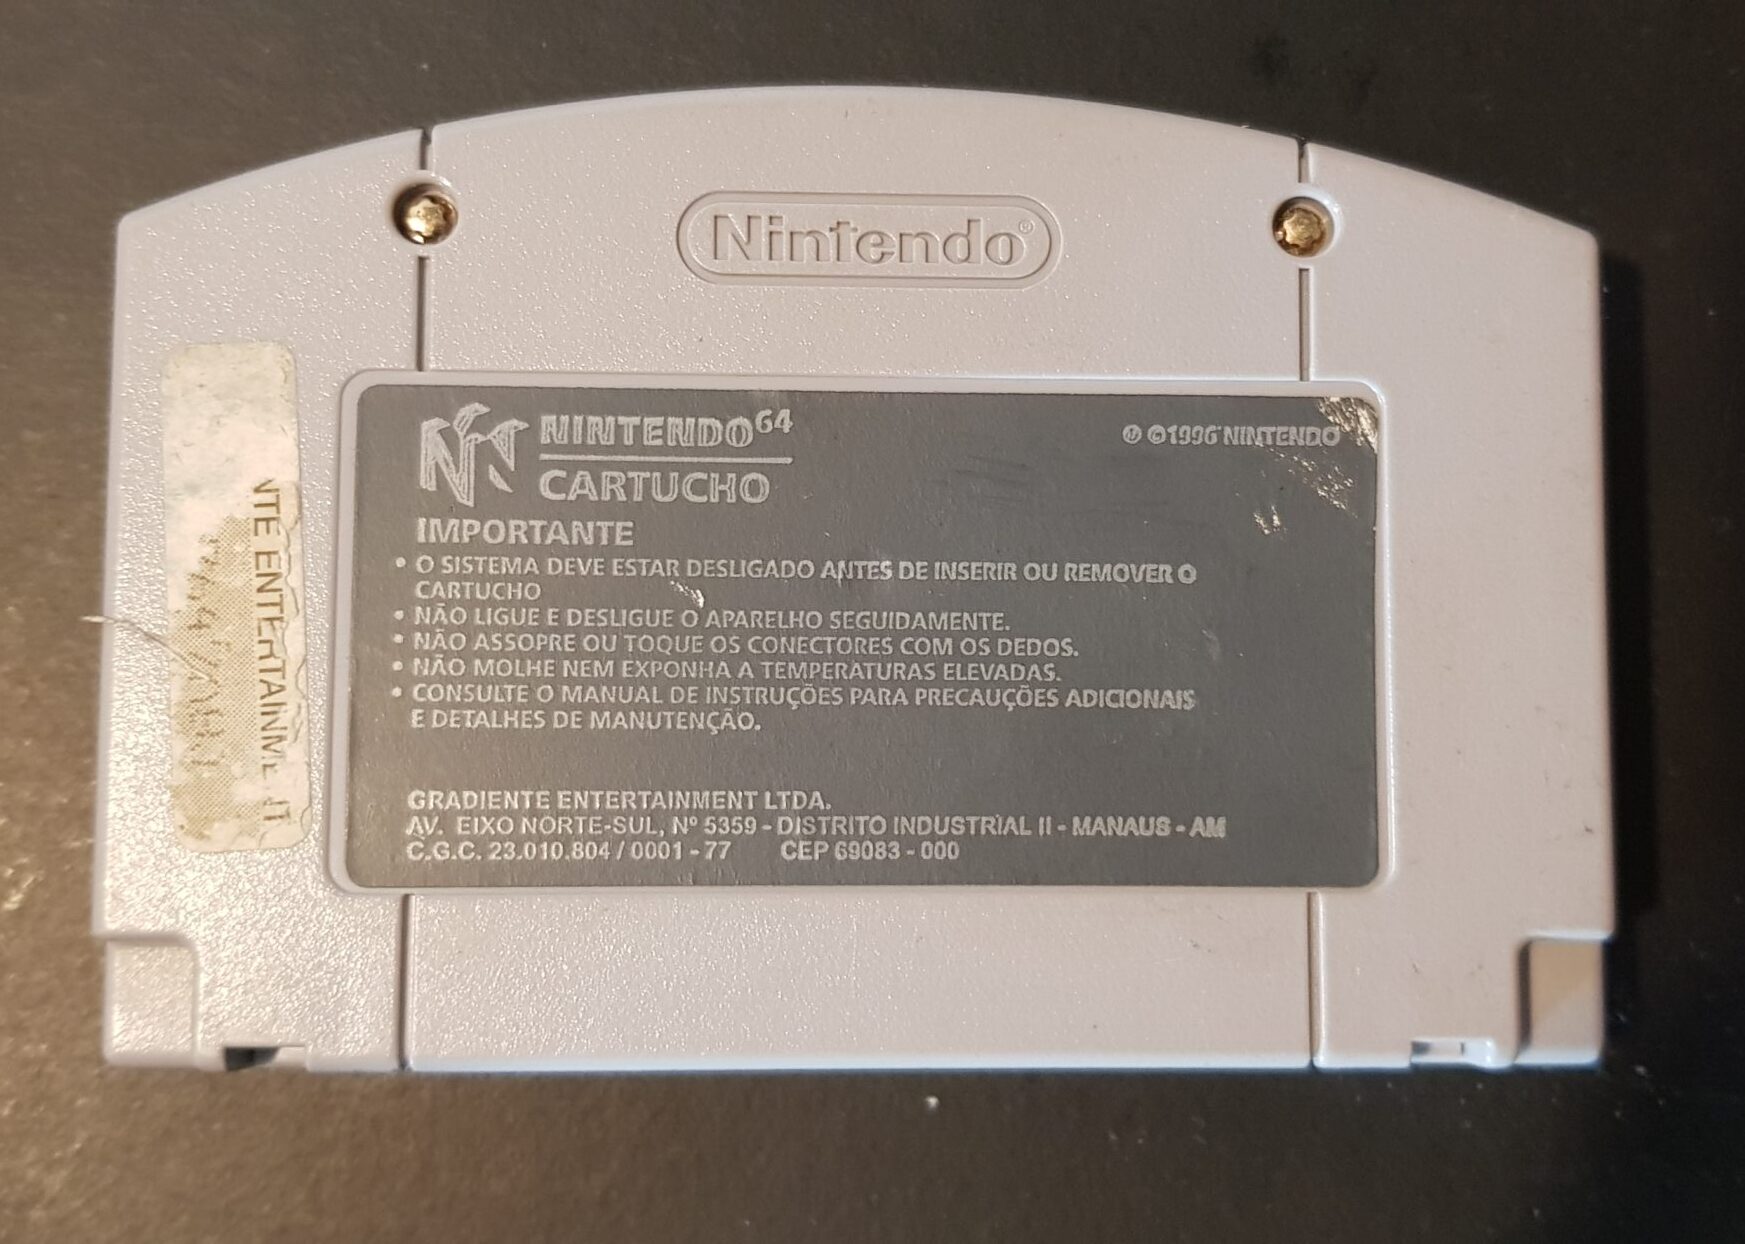 Nintendo®
NINTENDO64
CARTUCHO
℗ ©1996 NINTENDO
IMPORTANTE
• O SISTEMA DEVE ESTAR DESLIGADO ANTES DE INSERIR OU REMOVER O
CARTUCHO
• NÃO LIGUE E DESLIGUE O APARELHO SEGUIDAMENTE.
• NÃO ASSOPRE OU TOQUE OS CONECTORES COM OS DEDOS.
• NÃO MOLHE NEM EXPONHA A TEMPERATURAS ELEVADAS.
• CONSULTE O MANUAL DE INSTRUÇÕES PARA PRECAUÇÕES ADICIONAIS
E DETALHES DE MANUTENÇÃO.
GRADIENTE ENTERTAINMENT LTDA.
AV. EIXO NORTE-SUL, Nº 5359 - DISTRITO INDUSTRIAL II - MANAUS - AM
C.G.C. 23.010.804 / 0001 - 77 CEP 69083 - 000
NTE ENTERTAINME